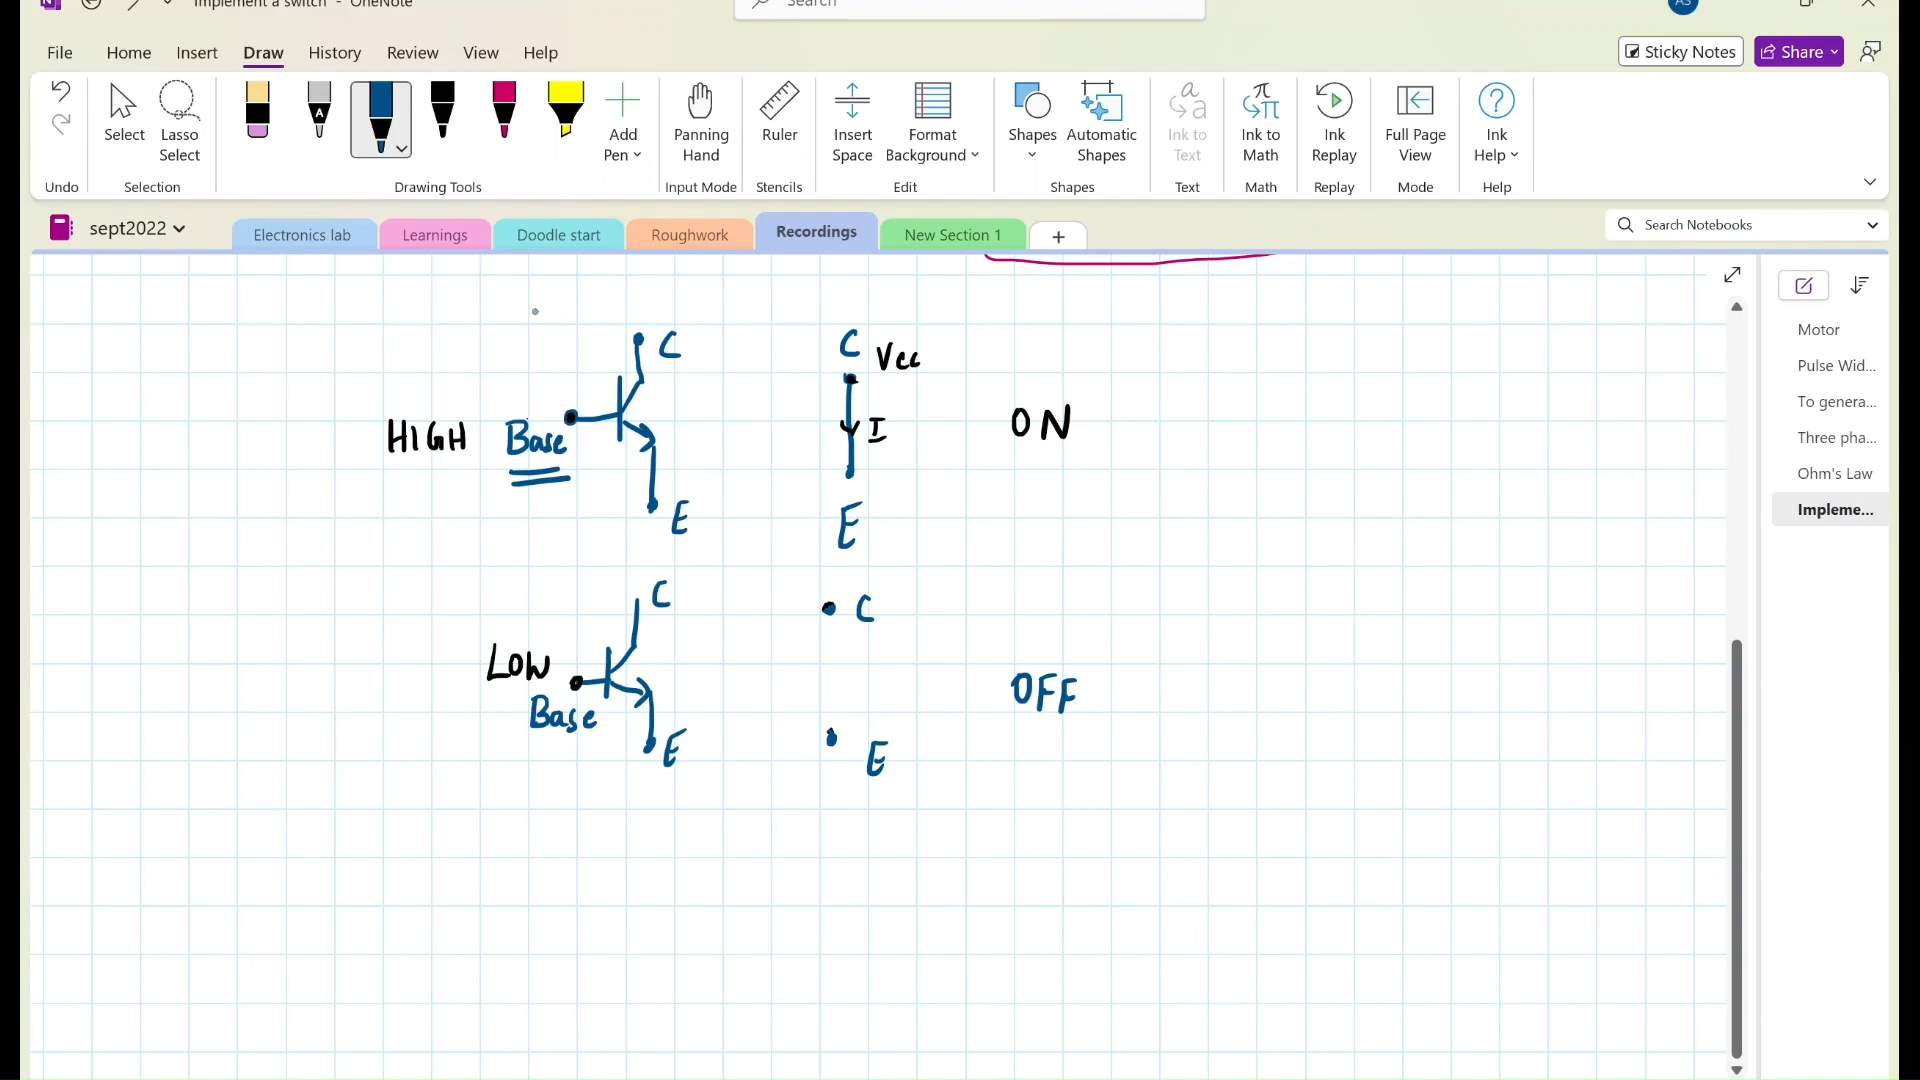 Implement a switch - OneNote
Search
AS
File Home Insert Draw History Review View Help
Sticky Notes Share
Select Lasso Select
A
Add Pen
Panning Hand
Ruler
Insert Space
Format Background
Shapes Automatic Shapes
Ink to Text
Ink to Math
Ink Replay
Full Page View
Ink Help
Undo Selection Drawing Tools Input Mode Stencils Edit Shapes Text Math Replay Mode Help
sept2022
Electronics lab Learnings Doodle start Roughwork Recordings New Section 1 +
Search Notebooks
Motor
Pulse Wid...
To genera...
Three pha...
Ohm's Law
Impleme...
C C Vcc
HIGH Base I ON
E E
C C
LOW
Base OFF
E E